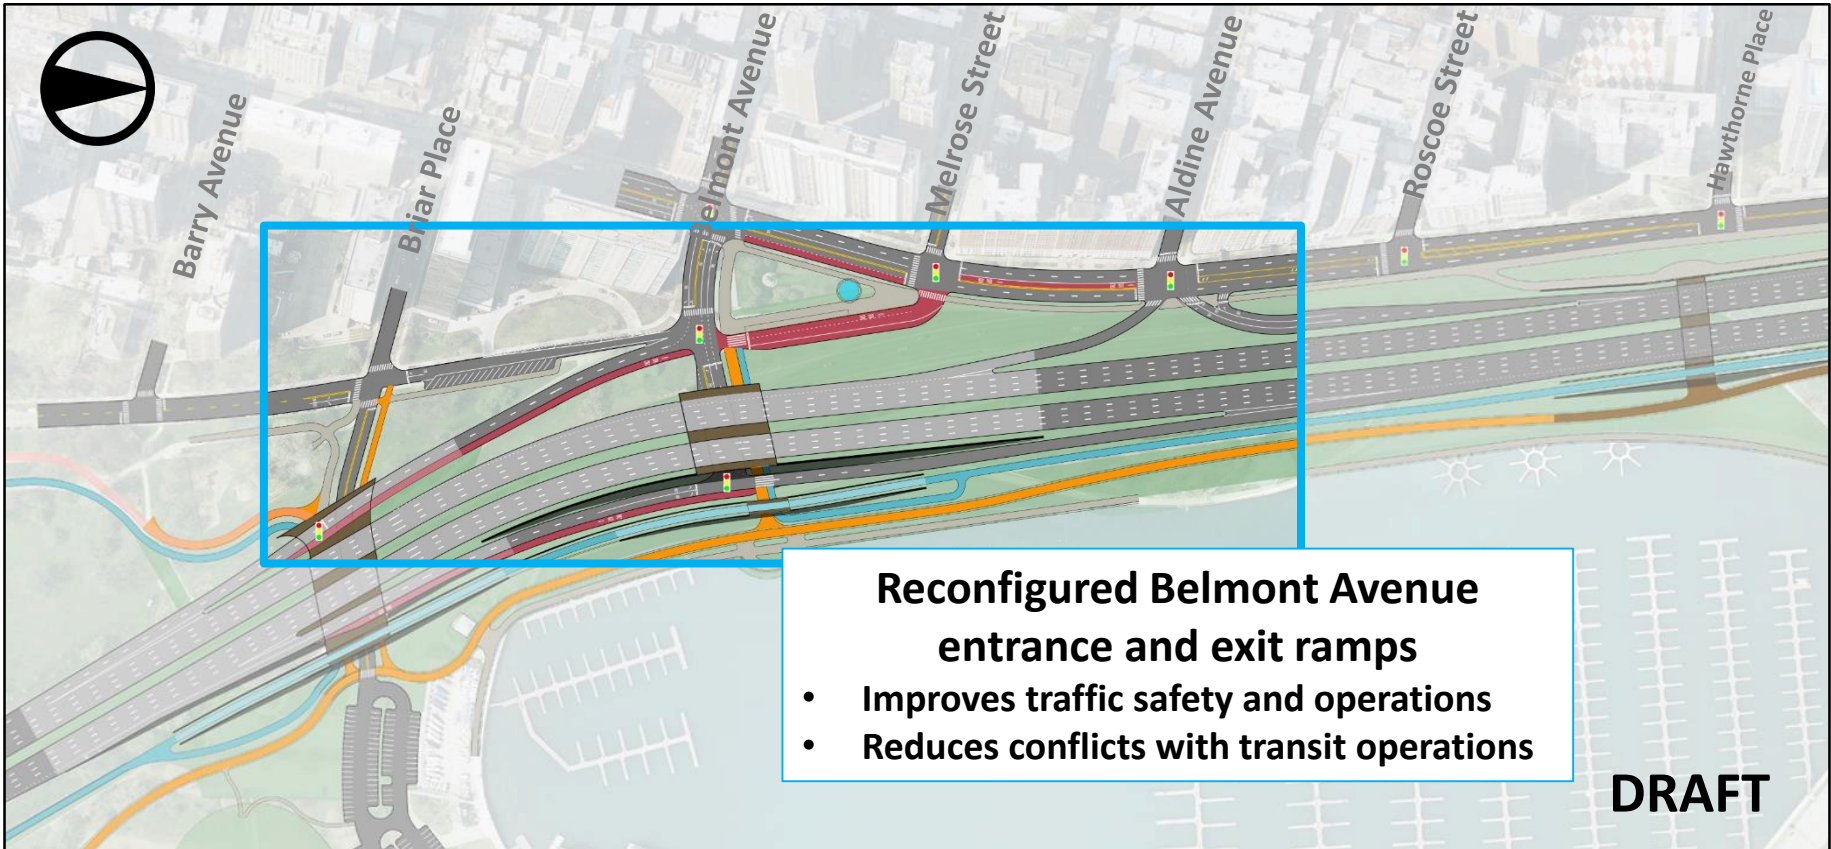 Barry Avenue
Briar Place
Belmont Avenue
Melrose Street
Aldine Avenue
Roscoe Street
Hawthorne Place
Reconfigured Belmont Avenue
entrance and exit ramps
• Improves traffic safety and operations
• Reduces conflicts with transit operations
DRAFT